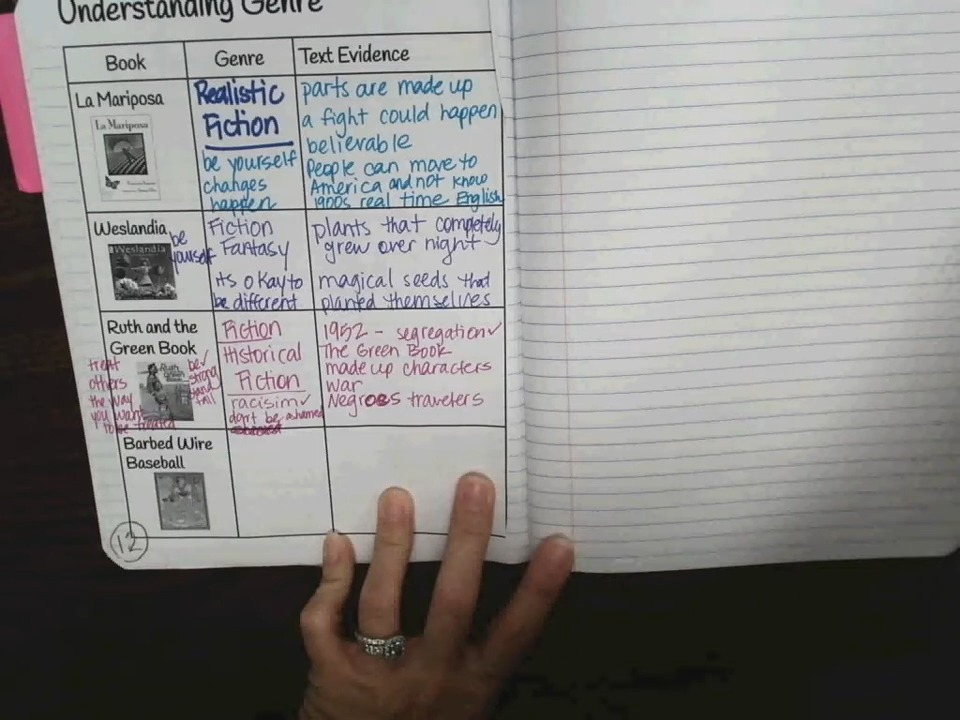 Understanding Genre
Book
Genre
Text Evidence
La Mariposa
La Mariposa
Realistic
Fiction
be yourself
changes
happen
parts are made up
a fight could happen
believable
People can move to
America and not know
1900s real time English
Weslandia
be
yourself
Weslandia
Fiction
Fantasy
its okay to
be different
plants that completely
grew over night
magical seeds that
planted themselves
Ruth and the
Green Book
treat
others
the way
you want
to be treated
be
strong
and
tall
Fiction
Historical
Fiction
racisim
don't be ashamed
1952 - segregation
The Green Book
made up characters
war
Negroes travelers
Barbed Wire
Baseball
12